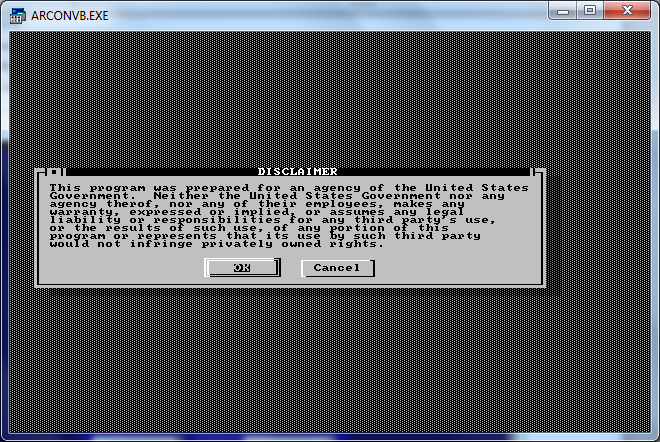 ARCONVB.EXE
DISCLAIMER
This program was prepared for an agency of the United States
Government.  Neither the United States Government nor any
agency therof, nor any of their employees, makes any
warranty, expressed or implied, or assumes any legal
liability or responsibilities for any third party's use,
or the results of such use, of any portion of this
program or represents that its use by such third party
would not infringe privately owned rights.
OK
Cancel